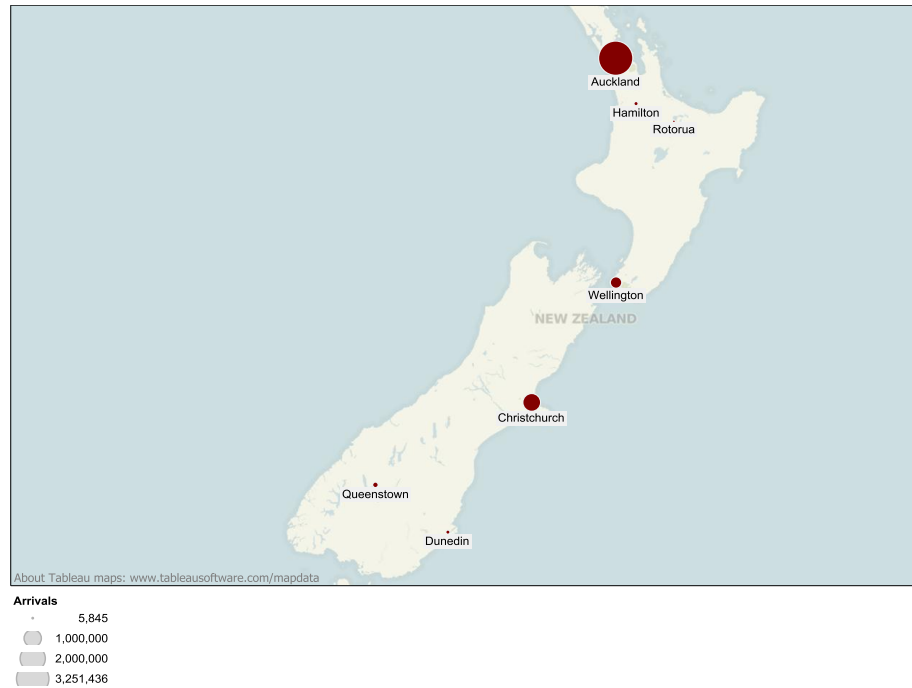 Auckland
Hamilton
Rotorua
Wellington
NEW ZEALAND
Christchurch
Queenstown
Dunedin
About Tableau maps: www.tableausoftware.com/mapdata
Arrivals
5,845
1,000,000
2,000,000
3,251,436